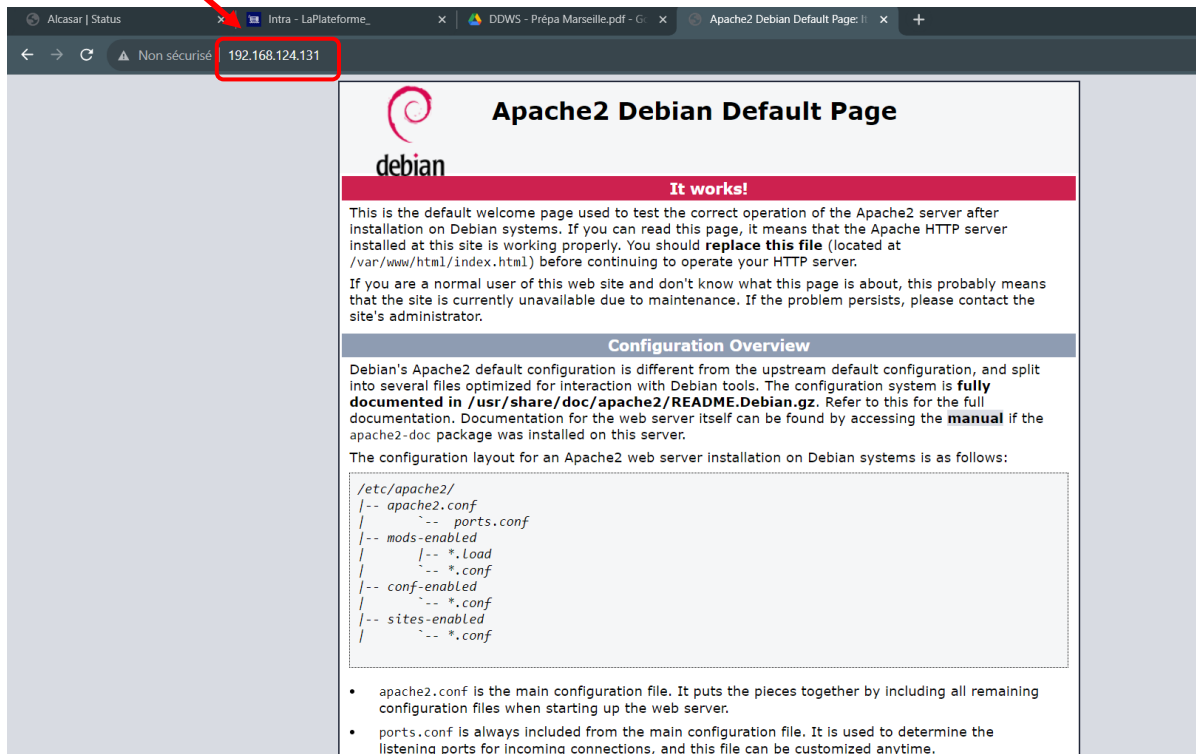 Alcasar | Status
Intra - LaPlateforme_
DDWS - Prépa Marseille.pdf - Go
Apache2 Debian Default Page: It
Non sécurisé
192.168.124.131
debian
Apache2 Debian Default Page
It works!
This is the default welcome page used to test the correct operation of the Apache2 server after
installation on Debian systems. If you can read this page, it means that the Apache HTTP server
installed at this site is working properly. You should replace this file (located at
/var/www/html/index.html) before continuing to operate your HTTP server.
If you are a normal user of this web site and don't know what this page is about, this probably means
that the site is currently unavailable due to maintenance. If the problem persists, please contact the
site's administrator.
Configuration Overview
Debian's Apache2 default configuration is different from the upstream default configuration, and split
into several files optimized for interaction with Debian tools. The configuration system is fully
documented in /usr/share/doc/apache2/README.Debian.gz. Refer to this for the full
documentation. Documentation for the web server itself can be found by accessing the manual if the
apache2-doc package was installed on this server.
The configuration layout for an Apache2 web server installation on Debian systems is as follows:
/etc/apache2/
|-- apache2.conf
|       `--  ports.conf
|-- mods-enabled
|       |-- *.load
|       `-- *.conf
|-- conf-enabled
|       `-- *.conf
|-- sites-enabled
|       `-- *.conf
• apache2.conf is the main configuration file. It puts the pieces together by including all remaining
configuration files when starting up the web server.
• ports.conf is always included from the main configuration file. It is used to determine the
listening ports for incoming connections, and this file can be customized anytime.